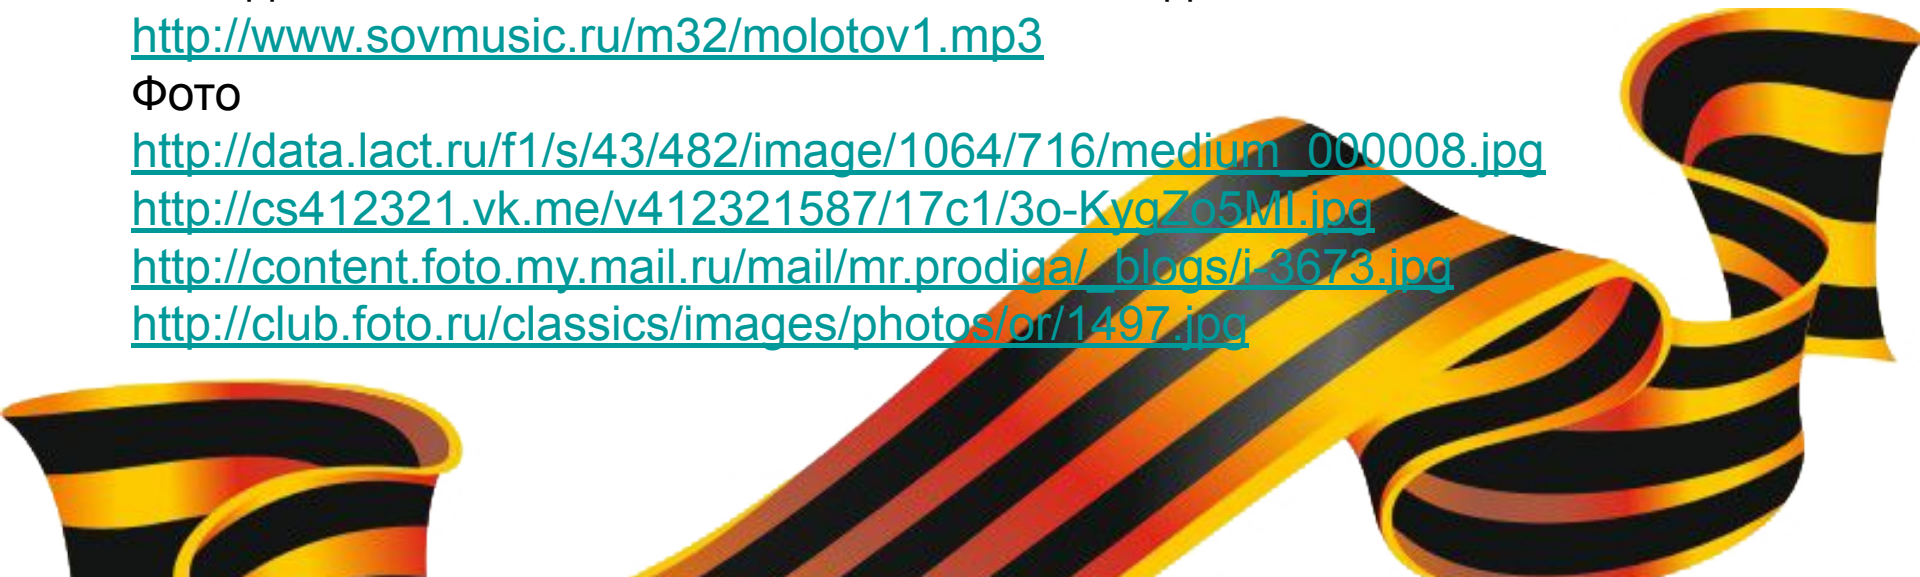 http://www.sovmusic.ru/m32/molotov1.mp3
Фото
http://data.lact.ru/f1/s/43/482/image/1064/716/medium_000008.jpg
http://cs412321.vk.me/v412321587/17c1/3o-KygZo5MI.jpg
http://content.foto.my.mail.ru/mail/mr.prodiga/_blogs/i-3673.jpg
http://club.foto.ru/classics/images/photos/or/1497.jpg